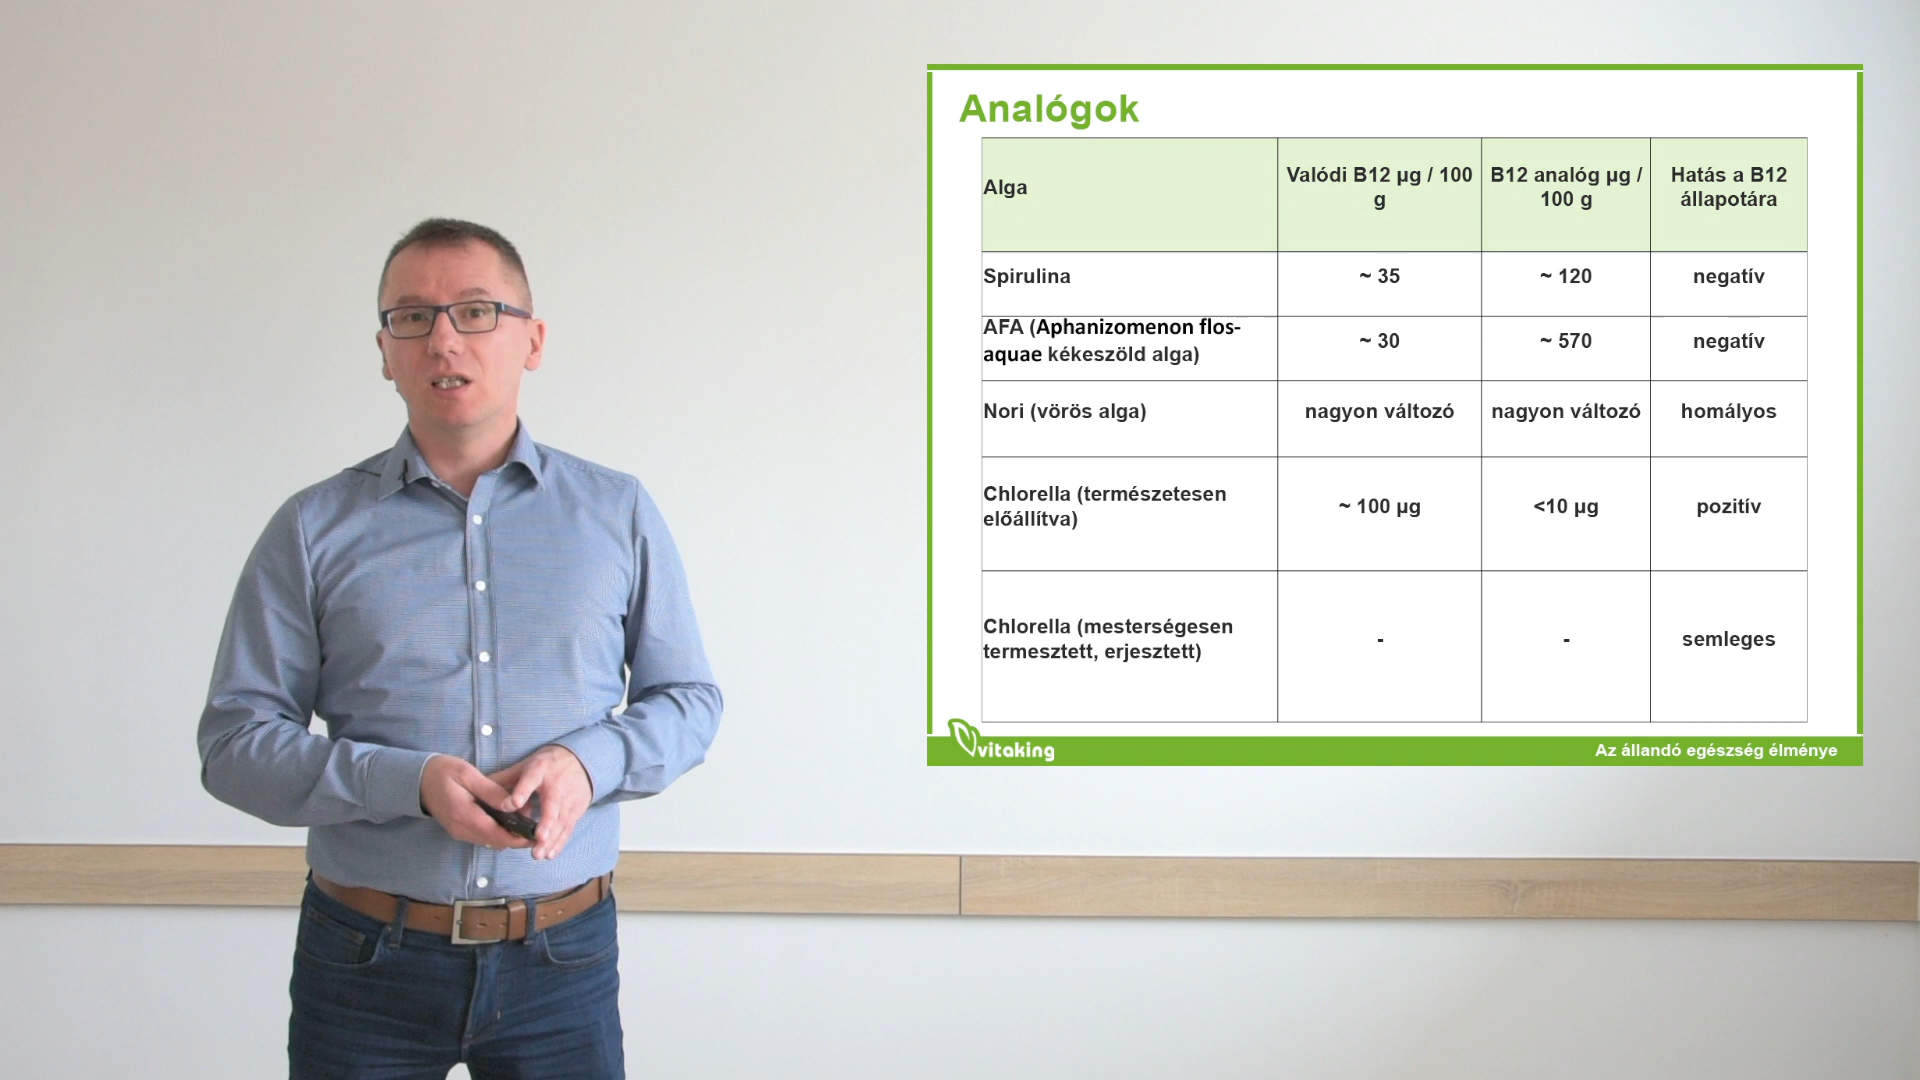 Analógok
Alga
Valódi B12 µg / 100
g
B12 analóg µg /
100 g
Hatás a B12
állapotára
Spirulina
~ 35
~ 120
negatív
AFA (Aphanizomenon flos-
aquae kékeszöld alga)
~ 30
~ 570
negatív
Nori (vörös alga)
nagyon változó
nagyon változó
homályos
Chlorella (természetesen
előállítva)
~ 100 µg
<10 µg
pozitív
Chlorella (mesterségesen
termesztett, erjesztett)
-
-
semleges
vitaking
Az állandó egészség élménye